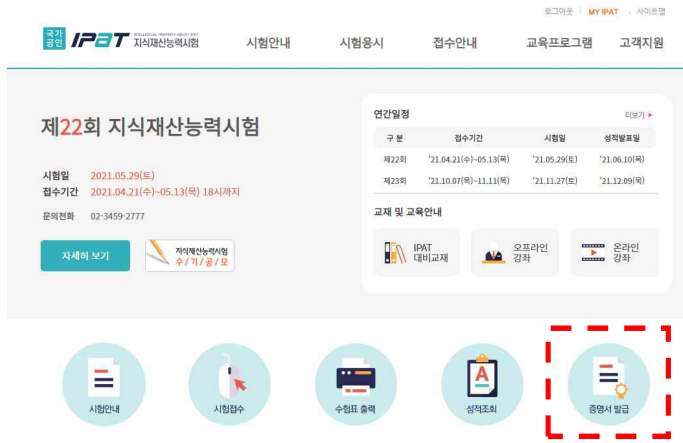 로그아웃 | MY IPAT · 사이트맵
국가공인 IPAT INTELLECTUAL PROPERTY ABILITY TEST 지식재산능력시험
시험안내 시험응시 접수안내 교육프로그램 고객지원
제22회 지식재산능력시험
시험일 2021.05.29(토)
접수기간 2021.04.21(수)~05.13(목) 18시까지
문의전화 02-3459-2777
자세히 보기
지식재산능력시험
수/기/공/모
연간일정 더보기 ▶
구 분 접수기간 시험일 성적발표일
제22회 '21.04.21(수)~05.13(목) '21.05.29(토) '21.06.10(목)
제23회 '21.10.07(목)~11.11(목) '21.11.27(토) '21.12.09(목)
교재 및 교육안내
IPAT
대비교재
오프라인
강좌
온라인
강좌
시험안내
시험접수
수험표 출력
A
성적조회
증명서 발급